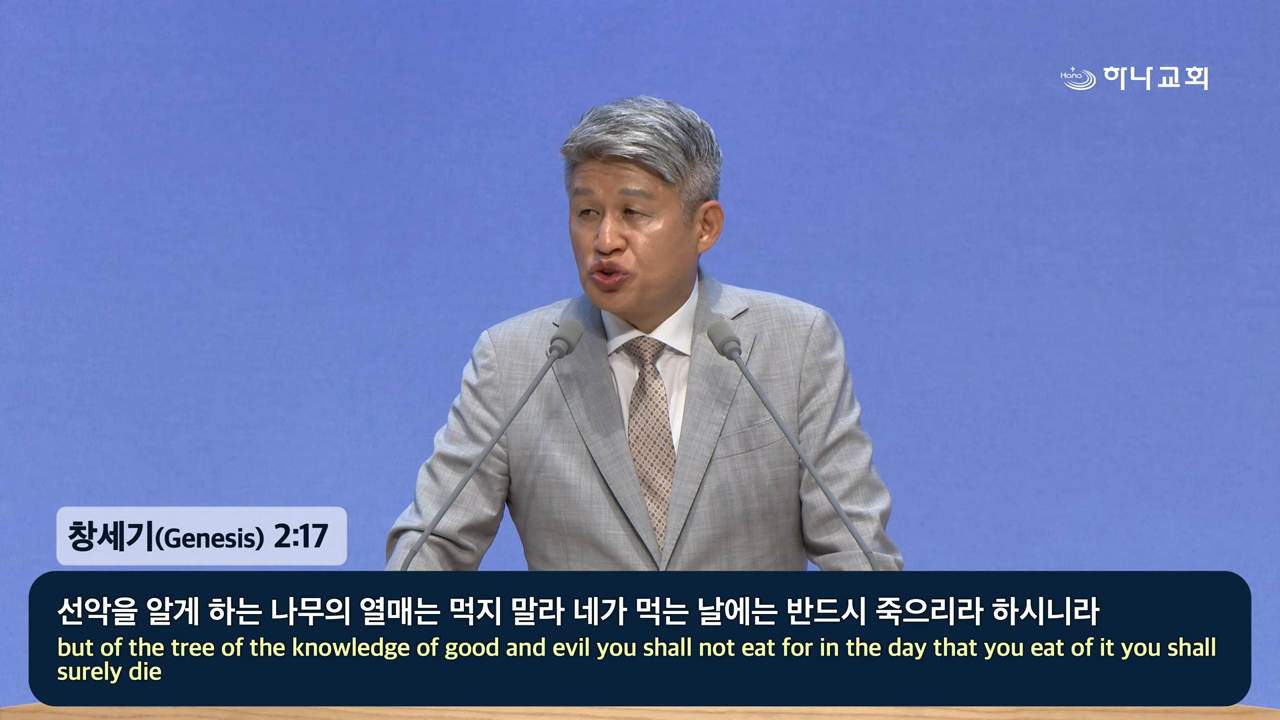 Hana 하나교회
창세기(Genesis) 2:17
선악을 알게 하는 나무의 열매는 먹지 말라 네가 먹는 날에는 반드시 죽으리라 하시니라
but of the tree of the knowledge of good and evil you shall not eat for in the day that you eat of it you shall
surely die